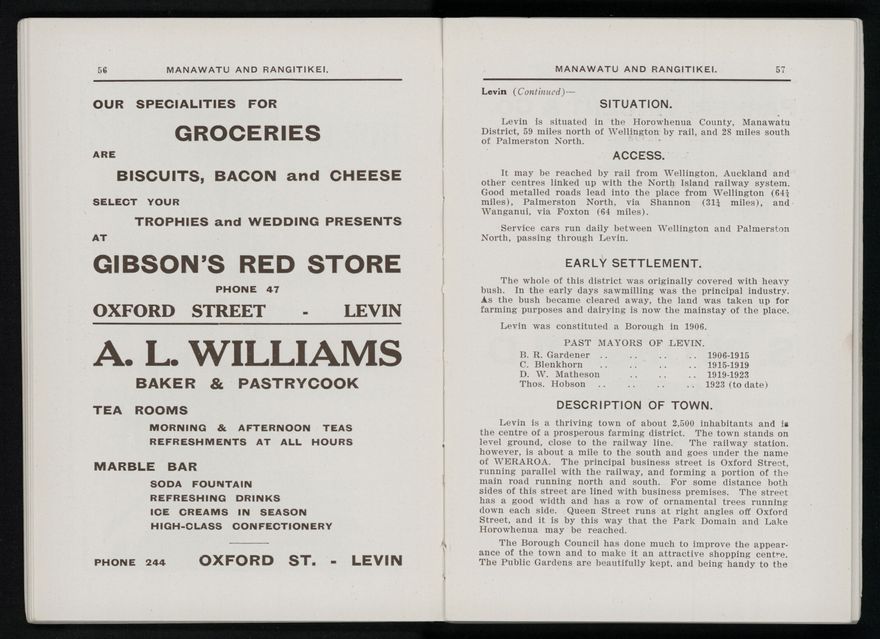 56 MANAWATU AND RANGITIKEI.
OUR SPECIALITIES FOR
GROCERIES
ARE
BISCUITS, BACON and CHEESE
SELECT YOUR
TROPHIES and WEDDING PRESENTS
AT
GIBSON'S RED STORE
PHONE 47
OXFORD STREET - LEVIN
A. L. WILLIAMS
BAKER & PASTRYCOOK
TEA ROOMS
MORNING & AFTERNOON TEAS
REFRESHMENTS AT ALL HOURS
MARBLE BAR
SODA FOUNTAIN
REFRESHING DRINKS
ICE CREAMS IN SEASON
HIGH-CLASS CONFECTIONERY
PHONE 244 OXFORD ST. - LEVIN
MANAWATU AND RANGITIKEI. 57
Levin (Continued)—
SITUATION.
Levin is situated in the Horowhenua County, Manawatu
District, 59 miles north of Wellington by rail, and 28 miles south
of Palmerston North.
ACCESS.
It may be reached by rail from Wellington, Auckland and
other centres linked up with the North Island railway system.
Good metalled roads lead into the place from Wellington (64¼
miles), Palmerston North, via Shannon (31¾ miles), and
Wanganui, via Foxton (64 miles).
Service cars run daily between Wellington and Palmerston
North, passing through Levin.
EARLY SETTLEMENT.
The whole of this district was originally covered with heavy
bush. In the early days sawmilling was the principal industry.
As the bush became cleared away, the land was taken up for
farming purposes and dairying is now the mainstay of the place.
Levin was constituted a Borough in 1906.
PAST MAYORS OF LEVIN.
B. R. Gardener .. .. .. .. 1906-1915
C. Blenkhorn .. .. .. .. 1915-1919
D. W. Matheson .. .. .. 1919-1923
Thos. Hobson .. .. .. .. 1923 (to date)
DESCRIPTION OF TOWN.
Levin is a thriving town of about 2,500 inhabitants and is
the centre of a prosperous farming district. The town stands on
level ground, close to the railway line. The railway station,
however, is about a mile to the south and goes under the name
of WERAROA. The principal business street is Oxford Street,
running parallel with the railway, and forming a portion of the
main road running north and south. For some distance both
sides of this street are lined with business premises. The street
has a good width and has a row of ornamental trees running
down each side. Queen Street runs at right angles off Oxford
Street, and it is by this way that the Park Domain and Lake
Horowhenua may be reached.
The Borough Council has done much to improve the appear-
ance of the town and to make it an attractive shopping centre.
The Public Gardens are beautifully kept, and being handy to the